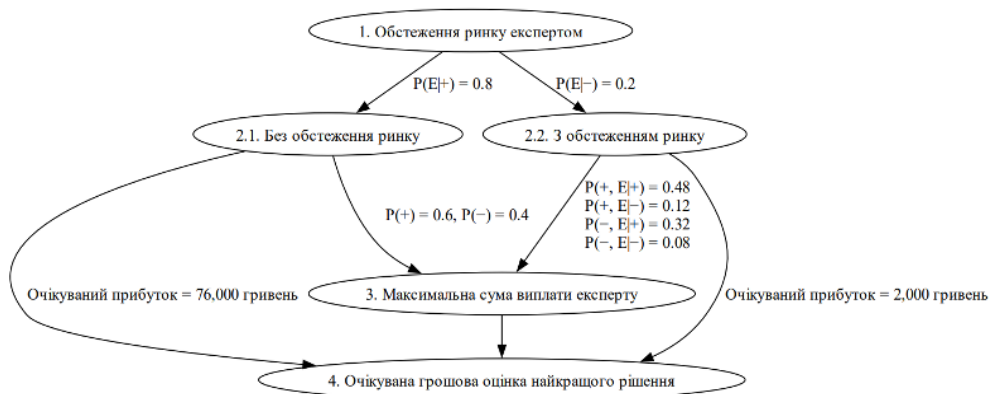 1. Обстеження ринку експертом
P(E|+) = 0.8
P(E|−) = 0.2
2.1. Без обстеження ринку
2.2. З обстеженням ринку
P(+) = 0.6, P(−) = 0.4
P(+, E|+) = 0.48
P(+, E|−) = 0.12
P(−, E|+) = 0.32
P(−, E|−) = 0.08
Очікуваний прибуток = 76,000 гривень
3. Максимальна сума виплати експерту
Очікуваний прибуток = 2,000 гривень
4. Очікувана грошова оцінка найкращого рішення